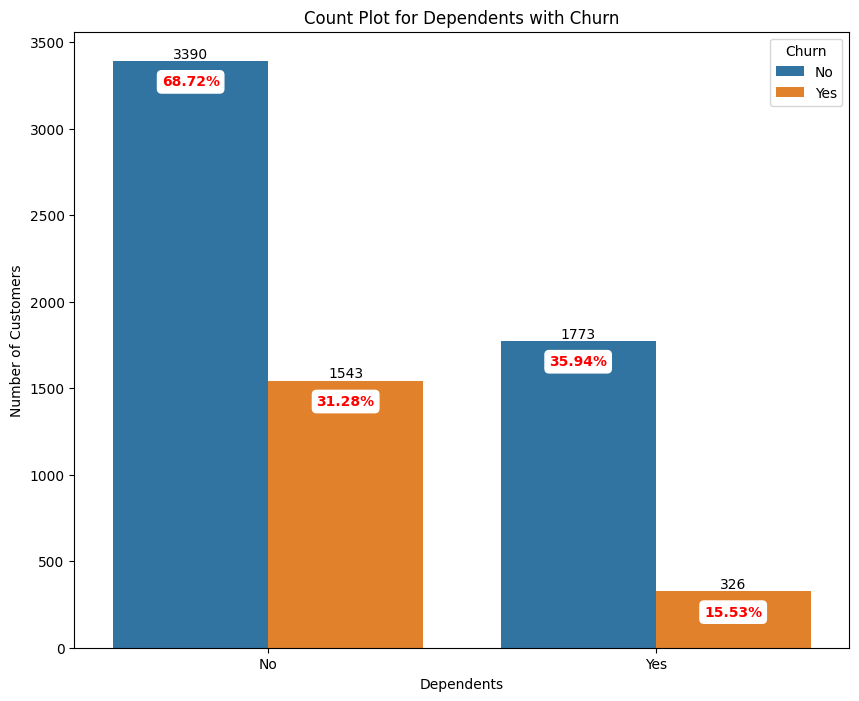 Count Plot for Dependents with Churn
Number of Customers
3500
3000
2500
2000
1500
1000
500
0
3390
68.72%
1543
31.28%
1773
35.94%
326
15.53%
Churn
No
Yes
No
Yes
Dependents